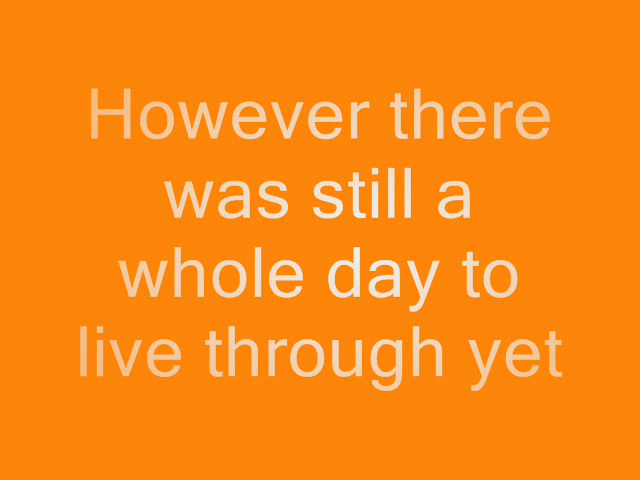 However there
was still a
whole day to
live through yet